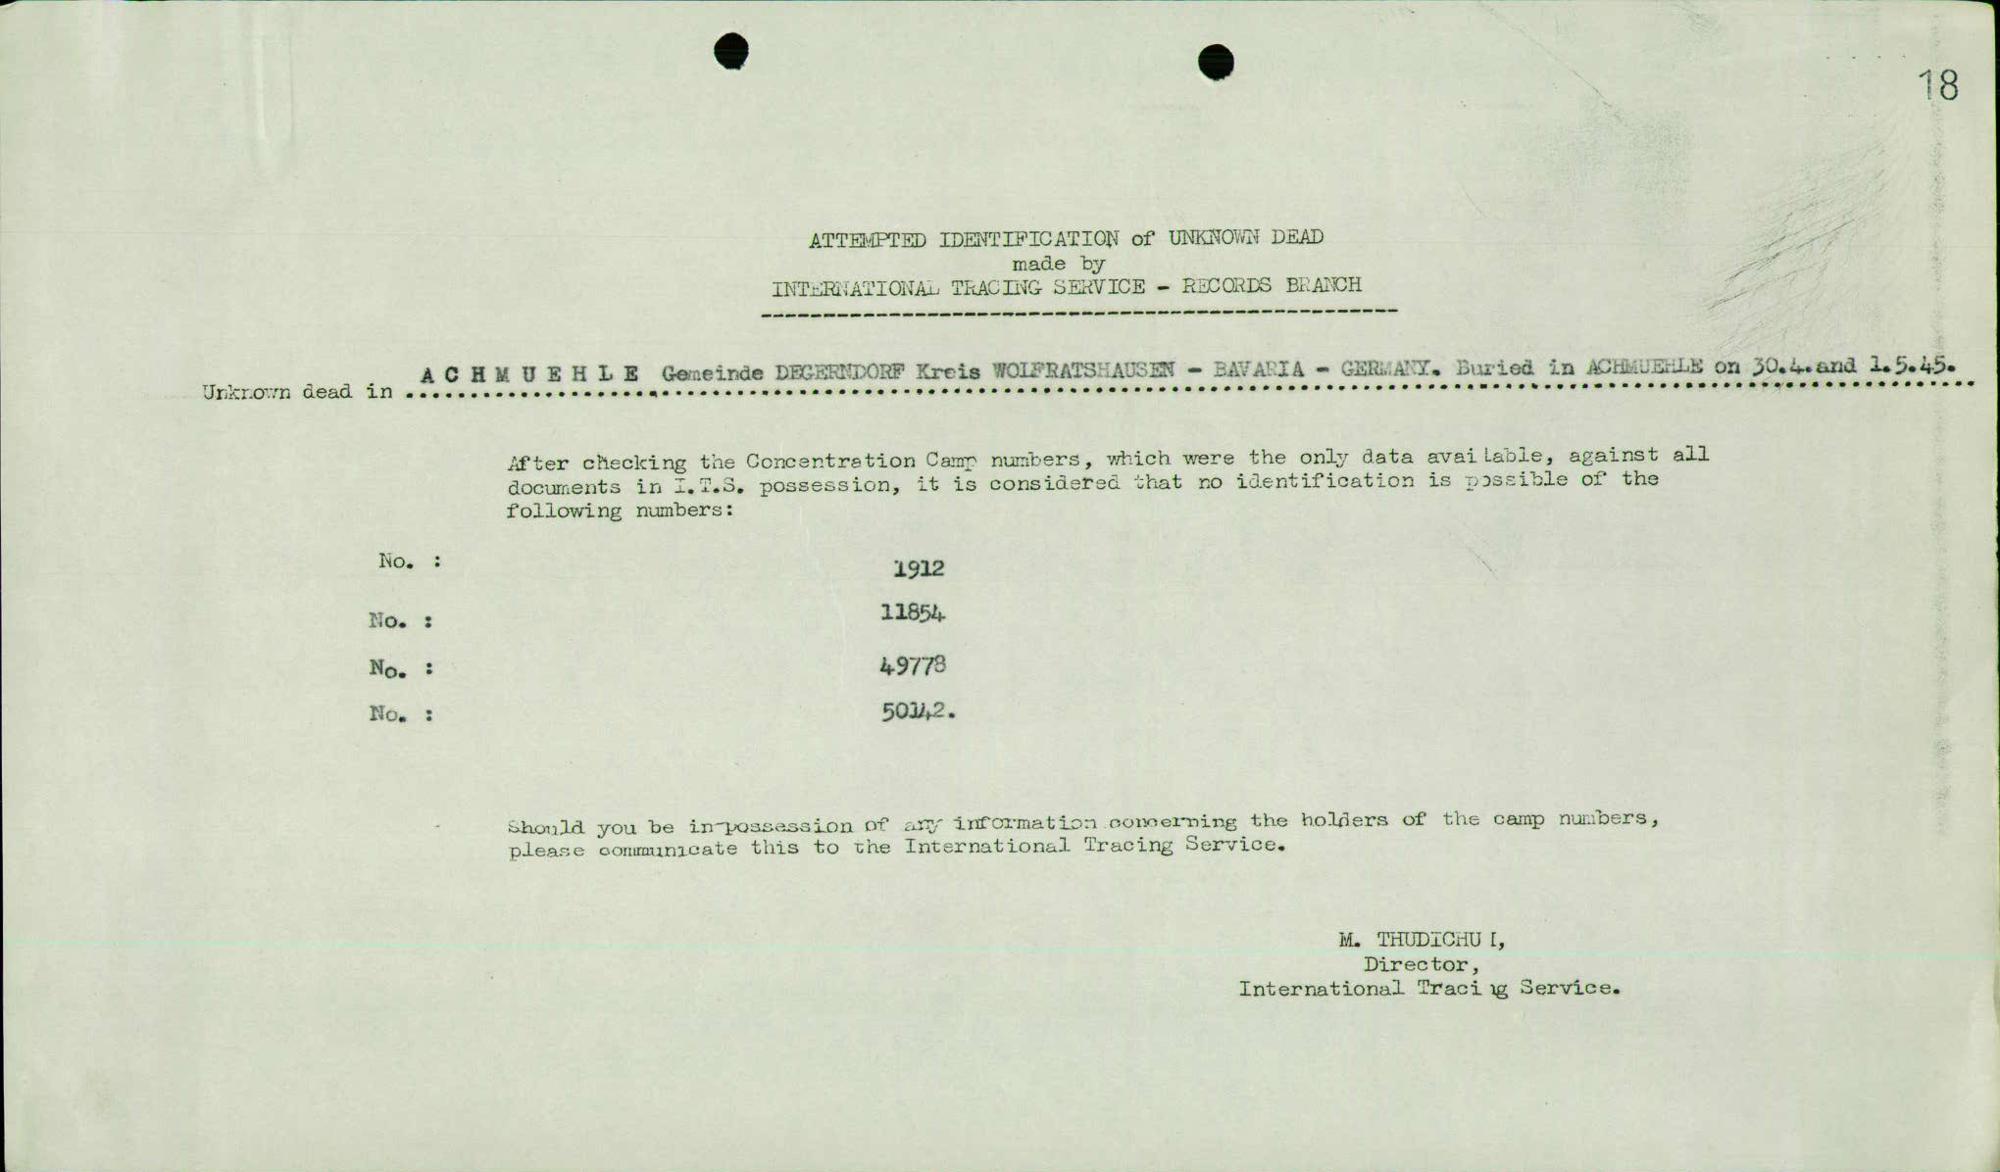 18
ATTEMPTED IDENTIFICATION of UNKNOWN DEAD
made by
INTERNATIONAL TRACING SERVICE - RECORDS BRANCH
A C H M U E H L E Gemeinde DEGERNDORF Kreis WOLFRATSHAUSEN - BAVARIA - GERMANY. Buried in ACHMUEHLE on 30.4.and 1.5.45.
Unknown dead in
After checking the Concentration Camp numbers, which were the only data available, against all
documents in I.T.S. possession, it is considered that no identification is possible of the
following numbers:
No. : 1912
No. : 11854
No. : 49778
No. : 50142.
Should you be in possession of any information concerning the holders of the camp numbers,
please communicate this to the International Tracing Service.
M. THUDICHUM,
Director,
International Tracing Service.